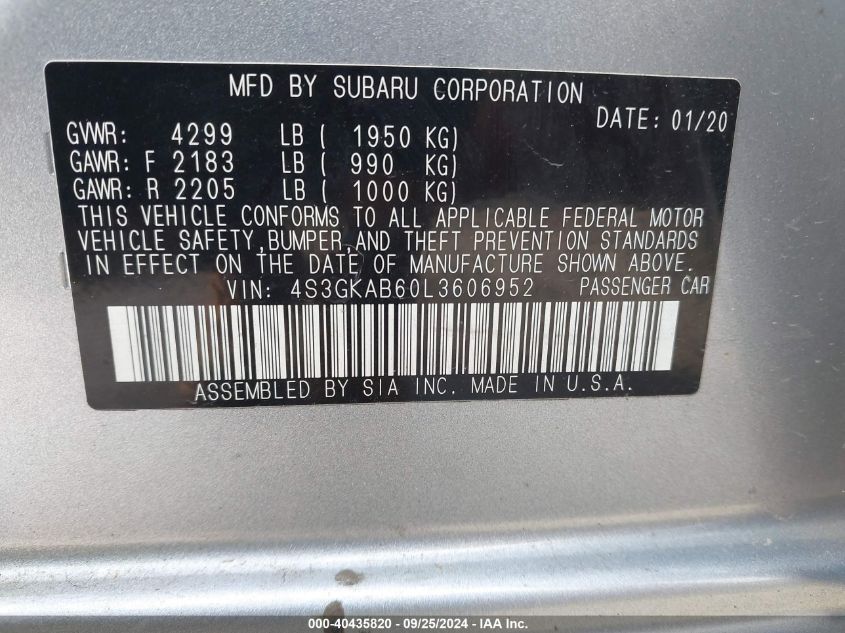 MFD BY SUBARU CORPORATION
DATE: 01/20
GVWR: 4299 LB ( 1950 KG)
GAWR: F 2183 LB ( 990 KG)
GAWR: R 2205 LB ( 1000 KG)
THIS VEHICLE CONFORMS TO ALL APPLICABLE FEDERAL MOTOR
VEHICLE SAFETY, BUMPER, AND THEFT PREVENTION STANDARDS
IN EFFECT ON THE DATE OF MANUFACTURE SHOWN ABOVE.
VIN: 4S3GKAB60L3606952 PASSENGER CAR
ASSEMBLED BY SIA INC. MADE IN U.S.A.
000-40435820 - 09/25/2024 - IAA Inc.